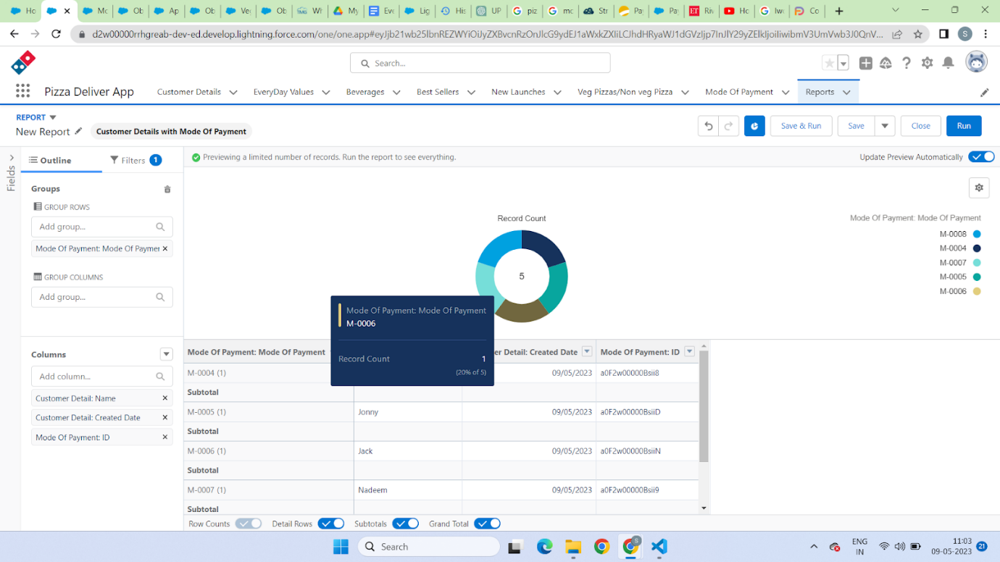 Ho
Mo
Ob
Ap
Ob
Ve
Ob
Wh
My
Eve
Lig
His
UP
piz
mc
Str
Pa
Pa
Riv
Ho
Iwo
Co
d2w00000rrhgreab-dev-ed.develop.lightning.force.com/one/one.app#eyJjb21wb25lbnREZWYiOiJyZXBvcnRzOnJlcG9ydEJ1aWxkZXIiLCJhdHRyaWJ1dGVzIjp7InJlY29yZElkIjoiIiwibmV3UmVwb3J0QnV...
S
Search...
Pizza Deliver App
Customer Details
EveryDay Values
Beverages
Best Sellers
New Launches
Veg Pizzas/Non veg Pizza
Mode Of Payment
Reports
REPORT
New Report
Customer Details with Mode Of Payment
Save & Run
Save
Close
Run
Fields
Outline
Filters 1
Previewing a limited number of records. Run the report to see everything.
Update Preview Automatically
Groups
GROUP ROWS
Add group...
Mode Of Payment: Mode Of Paymer
GROUP COLUMNS
Add group...
Record Count
5
Mode Of Payment: Mode Of Payment
M-0008
M-0004
M-0007
M-0005
M-0006
Mode Of Payment: Mode Of Payment
M-0006
Record Count 1
(20% of 5)
Columns
Add column...
Customer Detail: Name
Customer Detail: Created Date
Mode Of Payment: ID
Mode Of Payment: Mode Of Payment er Detail: Created Date Mode Of Payment: ID
M-0004 (1) 09/05/2023 a0F2w00000Bsii8
Subtotal
M-0005 (1) Jonny 09/05/2023 a0F2w00000BsiiD
Subtotal
M-0006 (1) Jack 09/05/2023 a0F2w00000BsiiN
Subtotal
M-0007 (1) Nadeem 09/05/2023 a0F2w00000Bsii9
Subtotal
Row Counts
Detail Rows
Subtotals
Grand Total
Search
S
ENG
IN
11:03
09-05-2023
21